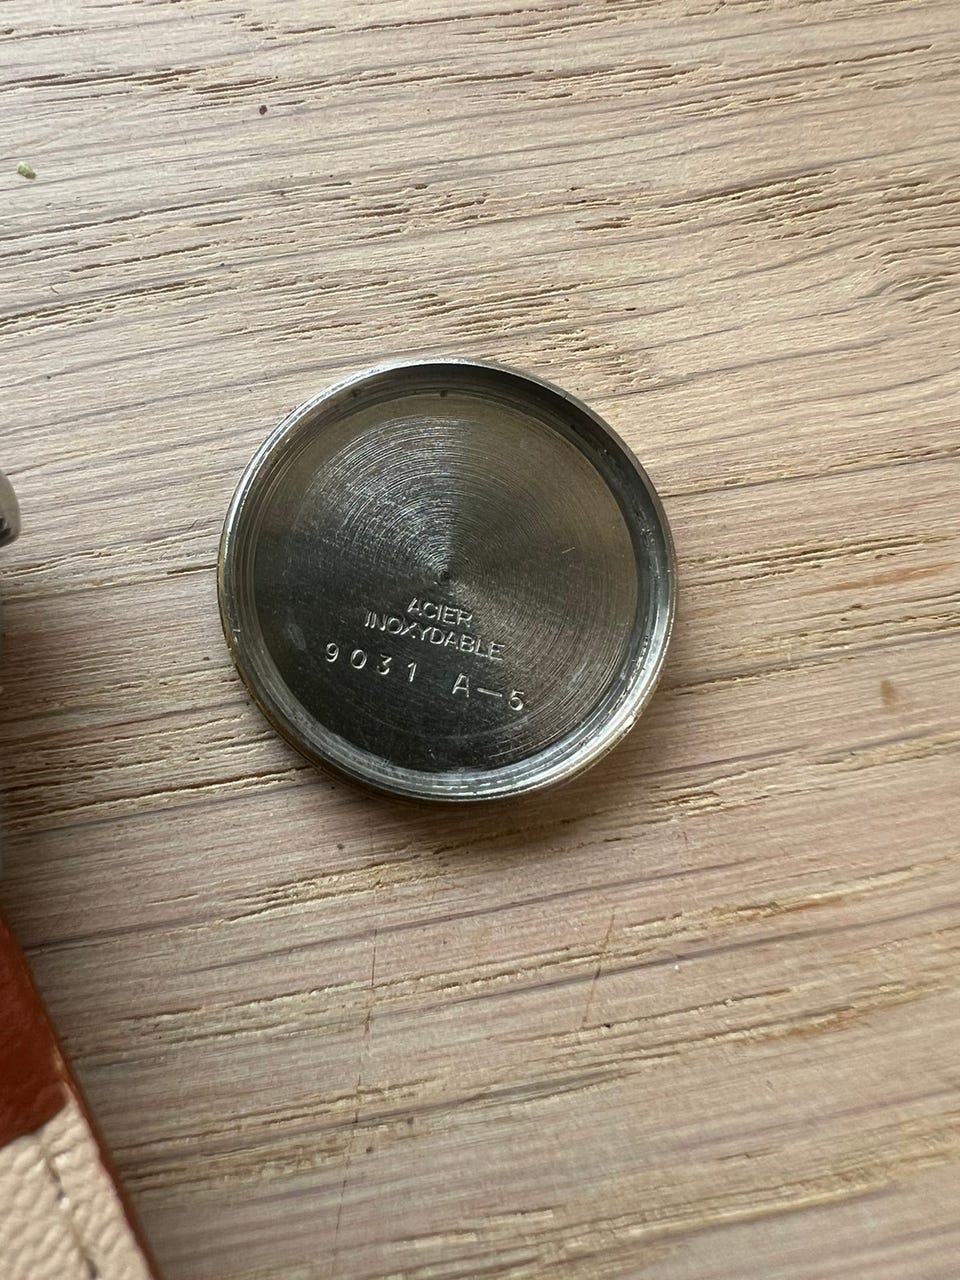 ACIER
INOXYDABLE
9031 A-5